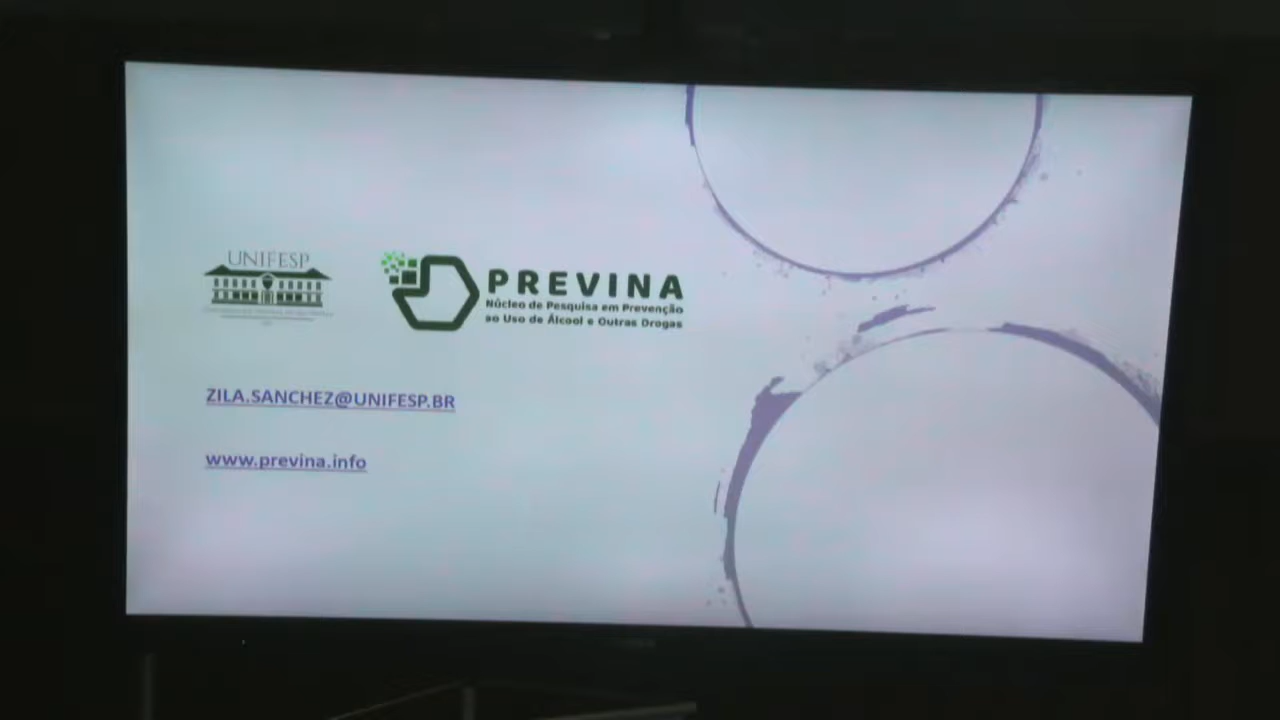 UNIFESP
PREVINA
Núcleo de Pesquisa em Prevenção
ao Uso de Álcool e Outras Drogas
ZILA.SANCHEZ@UNIFESP.BR
www.previna.info